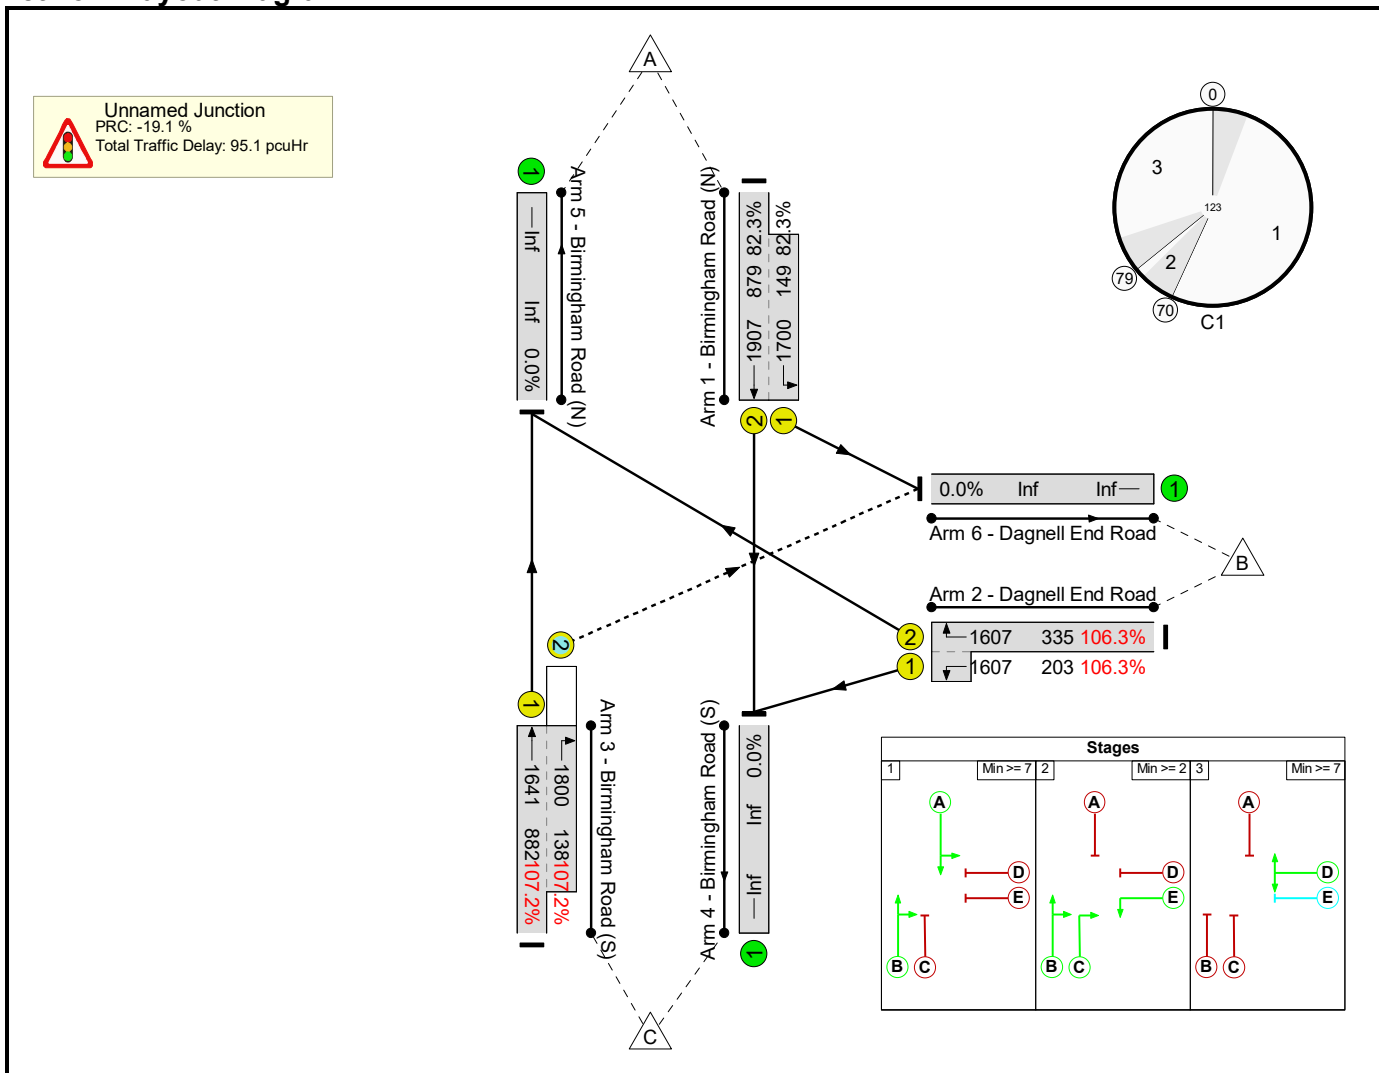 Unnamed Junction
PRC: -19.1 %
Total Traffic Delay: 95.1 pcuHr
A
0
3
123
1
2
79
70
C1
1
Inf Inf 0.0%
Arm 5 - Birmingham Road (N)
Arm 1 - Birmingham Road (N)
1907 879 82.3%
1700 149 82.3%
2
1
0.0% Inf Inf
1
Arm 6 - Dagnell End Road
B
Arm 2 - Dagnell End Road
2
1607 335 106.3%
1
1607 203 106.3%
2
1
1641 882 107.2%
1800 138 107.2%
Arm 3 - Birmingham Road (S)
Arm 4 - Birmingham Road (S)
Inf Inf 0.0%
1
C
Stages
1 Min >= 7 2 Min >= 2 3 Min >= 7
A A A
D D D
E E E
B C B C B C